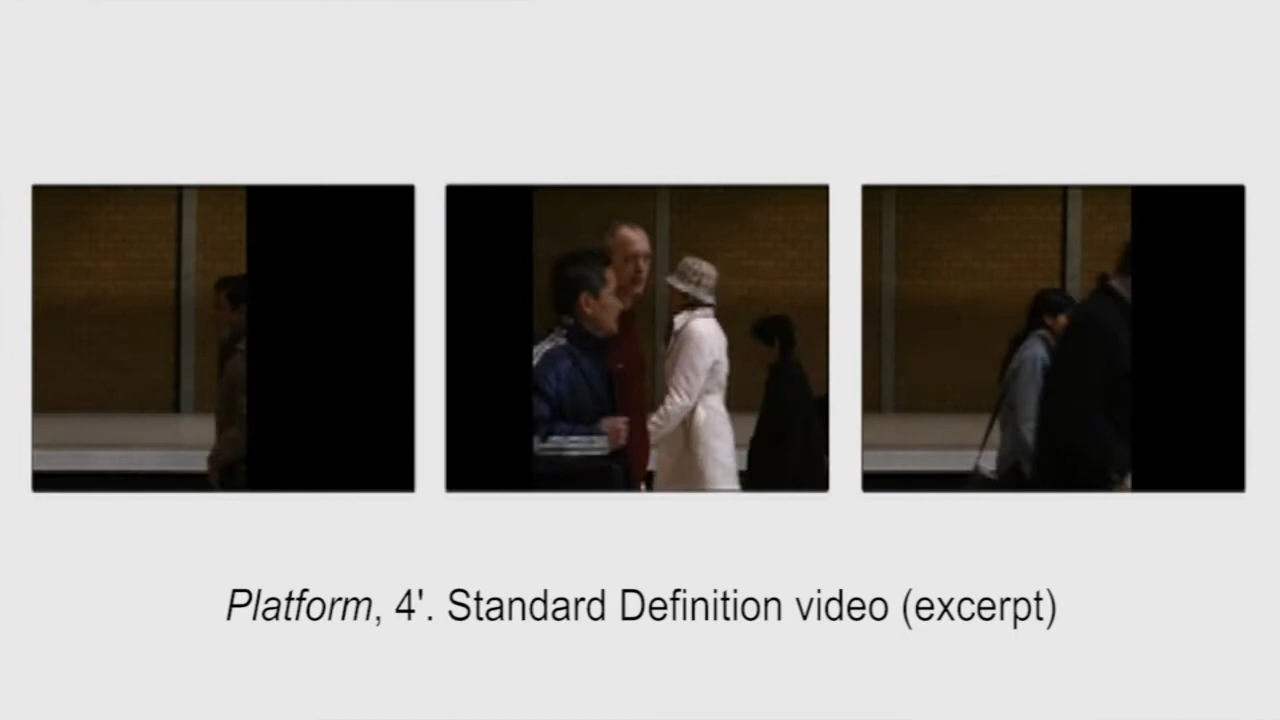 Platform, 4'. Standard Definition video (excerpt)